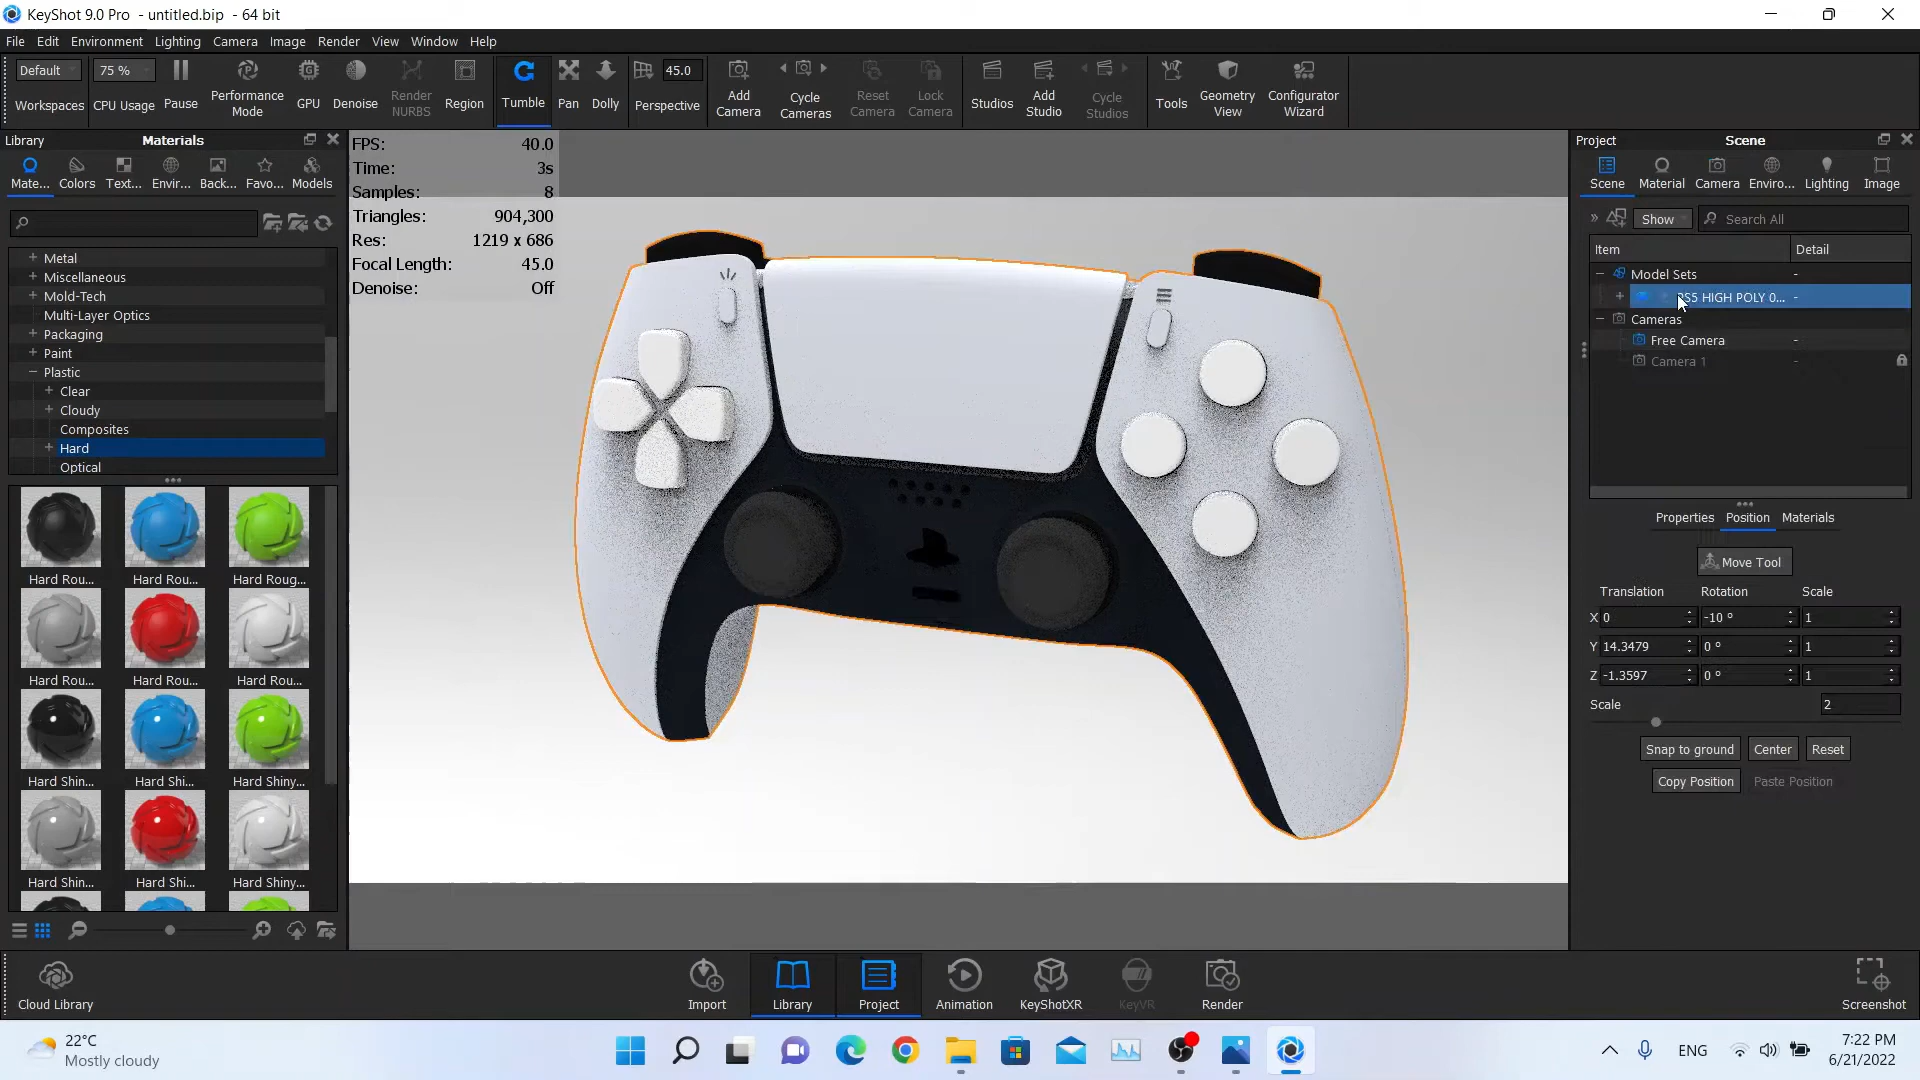 KeyShot 9.0 Pro - untitled.bip - 64 bit
File Edit Environment Lighting Camera Image Render View Window Help
Default 75 % 45.0
Workspaces CPU Usage Pause Performance Mode GPU Denoise Render NURBS Region Tumble Pan Dolly Perspective Add Camera Cycle Cameras Reset Camera Lock Camera Studios Add Studio Cycle Studios Tools Geometry View Configurator Wizard
Library Materials
Mate... Colors Text... Envir... Back... Favo... Models
Metal
Miscellaneous
Mold-Tech
Multi-Layer Optics
Packaging
Paint
Plastic
Clear
Cloudy
Composites
Hard
Optical
Hard Rou... Hard Rou... Hard Roug...
Hard Rou... Hard Rou... Hard Rou...
Hard Shin... Hard Shi... Hard Shiny...
Hard Shin... Hard Shi... Hard Shiny...
FPS: 40.0
Time: 3s
Samples: 8
Triangles: 904,300
Res: 1219 x 686
Focal Length: 45.0
Denoise: Off
Project Scene
Scene Material Camera Enviro... Lighting Image
Show Search All
Item Detail
Model Sets -
PS5 HIGH POLY 0... -
Cameras
Free Camera -
Camera 1 -
Properties Position Materials
Move Tool
Translation Rotation Scale
X 0 -10 ° 1
Y 14.3479 0 ° 1
Z -1.3597 0 ° 1
Scale 2
Snap to ground Center Reset
Copy Position Paste Position
Cloud Library Import Library Project Animation KeyShotXR KeyVR Render Screenshot
22°C
Mostly cloudy
ENG
7:22 PM
6/21/2022